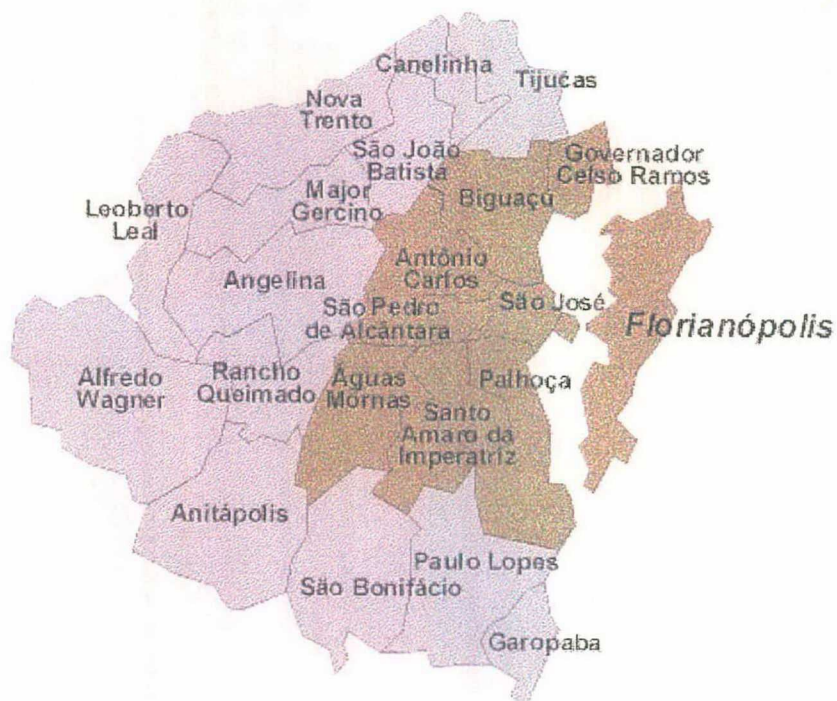 Canelinha
Tijucas
Nova
Trento
São João
Batista
Governador
Celso Ramos
Major
Gercino
Biguaçu
Leoberto
Leal
Antônio
Carlos
Angelina
São Pedro
de Alcântara
São José
Florianópolis
Alfredo
Wagner
Rancho
Queimado
Águas
Mornas
Palhoça
Santo
Amaro da
Imperatriz
Anitápolis
Paulo Lopes
São Bonifácio
Garopaba